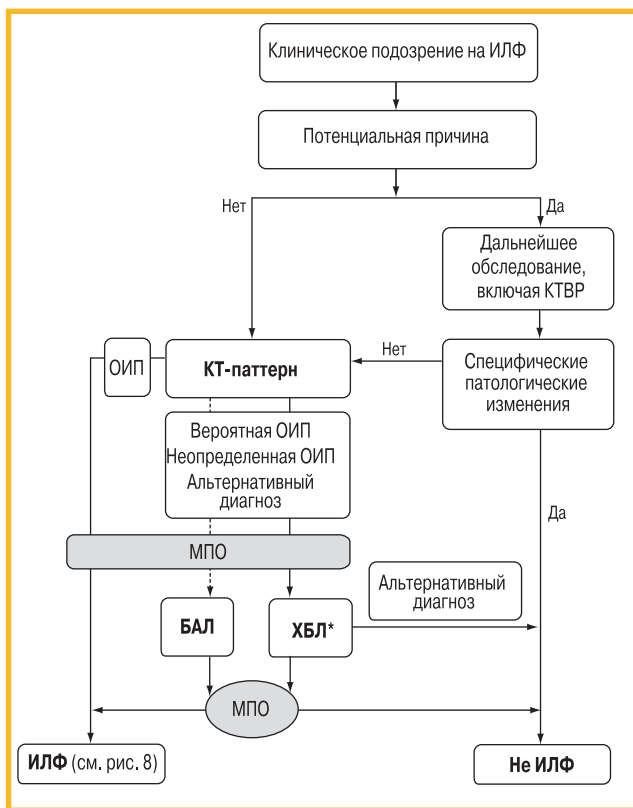 Клиническое подозрение на ИЛФ
Потенциальная причина
Нет
Да
Дальнейшее
обследование,
включая КТВР
ОИП
КТ-паттерн
Нет
Специфические
патологические
изменения
Вероятная ОИП
Неопределенная ОИП
Альтернативный
диагноз
Да
МПО
Альтернативный
диагноз
БАЛ
ХБЛ*
МПО
ИЛФ (см. рис. 8)
Не ИЛФ